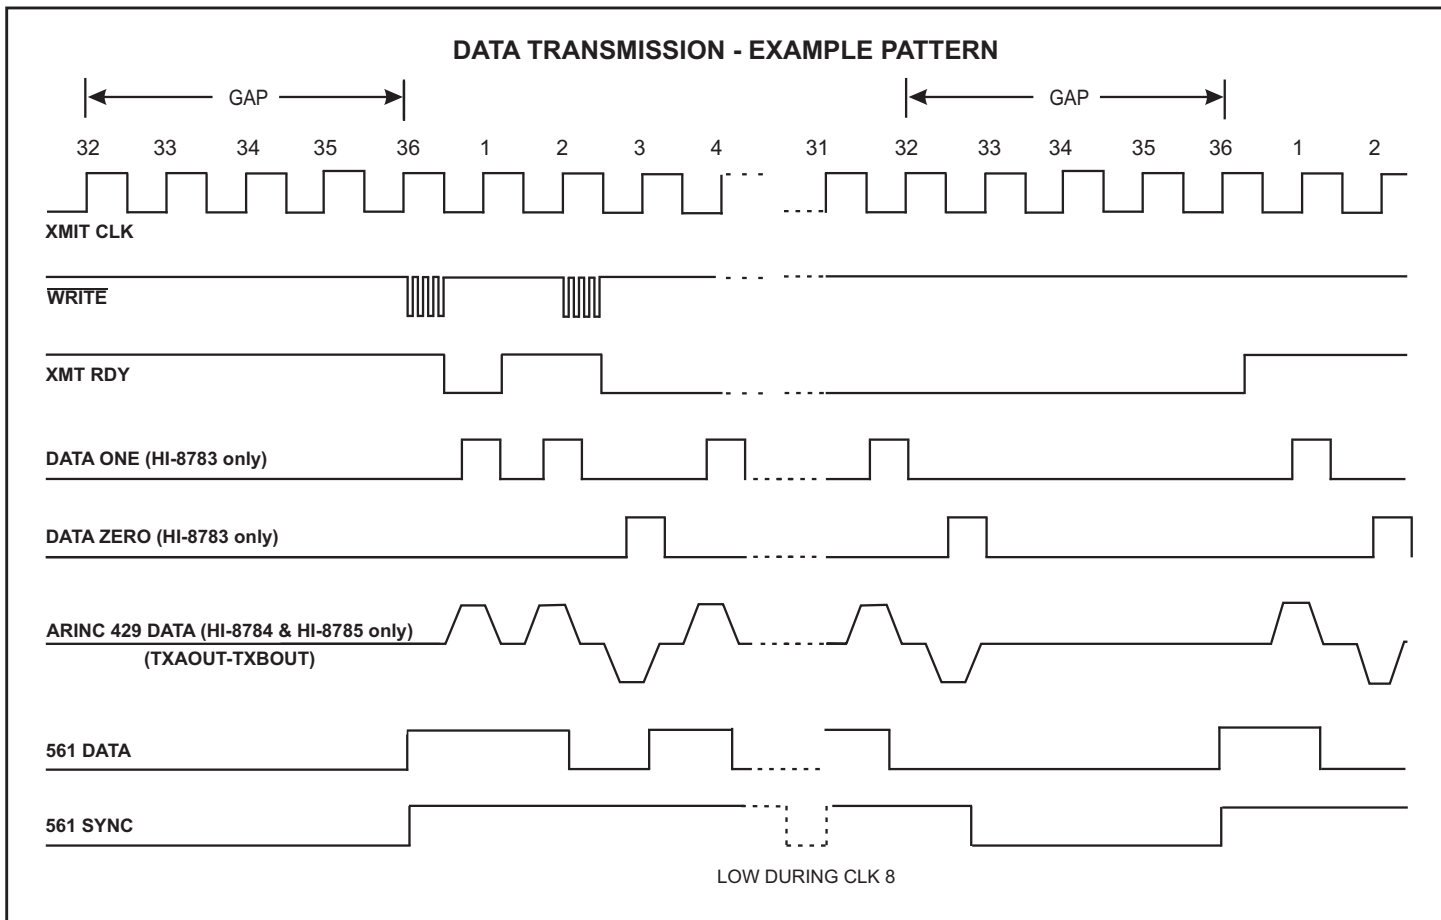 DATA TRANSMISSION - EXAMPLE PATTERN
GAP GAP
32 33 34 35 36 1 2 3 4 31 32 33 34 35 36 1 2
XMIT CLK
WRITE
XMT RDY
DATA ONE (HI-8783 only)
DATA ZERO (HI-8783 only)
ARINC 429 DATA (HI-8784 & HI-8785 only)
(TXAOUT-TXBOUT)
561 DATA
561 SYNC
LOW DURING CLK 8